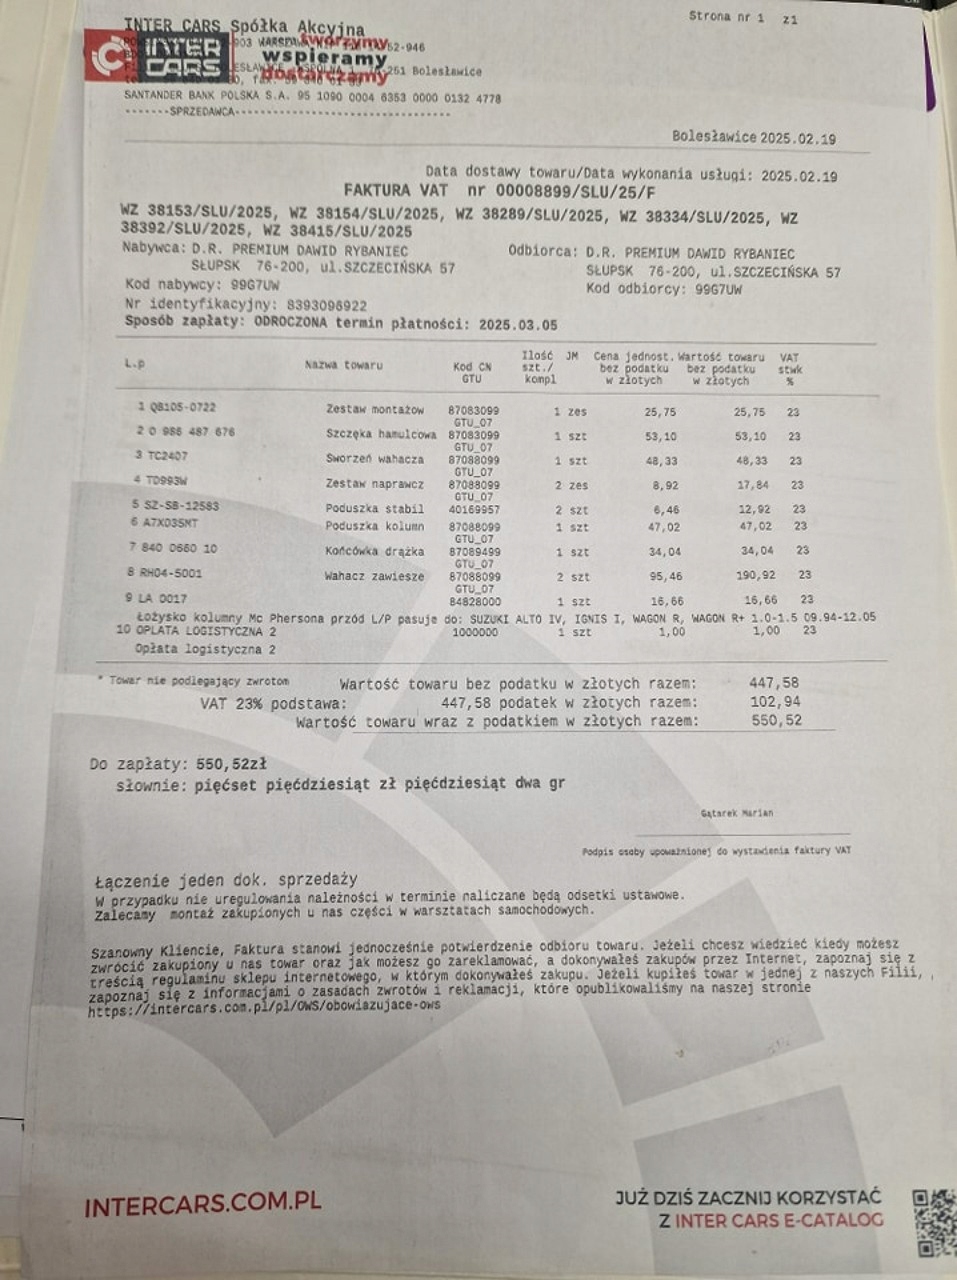 Strona nr 1 z1
INTER CARS Spółka Akcyjna
INTER CARS
tworzymy
wspieramy
dostarczamy
251 Bolesławice
SANTANDER BANK POLSKA S.A. 95 1090 0004 6353 0000 0132 4778
-------SPRZEDAWCA-----------------------------------
Bolesławice 2025.02.19
Data dostawy towaru/Data wykonania usługi: 2025.02.19
FAKTURA VAT nr 00008899/SLU/25/F
WZ 38153/SLU/2025, WZ 38154/SLU/2025, WZ 38289/SLU/2025, WZ 38334/SLU/2025, WZ
38392/SLU/2025, WZ 38415/SLU/2025
Nabywca: D.R. PREMIUM DAWID RYBANIEC Odbiorca: D.R. PREMIUM DAWID RYBANIEC
SŁUPSK 76-200, ul.SZCZECIŃSKA 57 SŁUPSK 76-200, ul.SZCZECIŃSKA 57
Kod nabywcy: 99G7UW Kod odbiorcy: 99G7UW
Nr identyfikacyjny: 8393096922
Sposób zapłaty: ODROCZONA termin płatności: 2025.03.05
L.p Nazwa towaru Kod CN GTU Ilość szt./ kompl JM Cena jednost. bez podatku w złotych Wartość towaru bez podatku w złotych VAT stwk %
1 QB105-0722 Zestaw montażow 87083099 1 zes 25,75 25,75 23
GTU_07
2 0 986 487 676 Szczęka hamulcowa 87083099 1 szt 53,10 53,10 23
GTU_07
3 TC2407 Sworzeń wahacza 87088099 1 szt 48,33 48,33 23
GTU_07
4 TD993W Zestaw naprawcz 87088099 2 zes 8,92 17,84 23
GTU_07
5 SZ-SB-12583 Poduszka stabil 40169957 2 szt 6,46 12,92 23
6 A7X03SMT Poduszka kolumn 87088099 1 szt 47,02 47,02 23
GTU_07
7 840 0660 10 Końcówka drążka 87089499 1 szt 34,04 34,04 23
GTU_07
8 RH04-5001 Wahacz zawiesze 87088099 2 szt 95,46 190,92 23
GTU_07
9 LA 0017 84828000 1 szt 16,66 16,66 23
Łożysko kolumny Mc Phersona przód L/P pasuje do: SUZUKI ALTO IV, IGNIS I, WAGON R, WAGON R+ 1.0-1.5 09.94-12.05
10 OPLATA LOGISTYCZNA 2 1000000 1 szt 1,00 1,00 23
Opłata logistyczna 2
* Towar nie podlegający zwrotom Wartość towaru bez podatku w złotych razem: 447,58
VAT 23% podstawa: 447,58 podatek w złotych razem: 102,94
Wartość towaru wraz z podatkiem w złotych razem: 550,52
Do zapłaty: 550,52zł
słownie: pięćset pięćdziesiąt zł pięćdziesiąt dwa gr
Gątarek Marian
Podpis osoby upoważnionej do wystawienia faktury VAT
Łączenie jeden dok. sprzedaży
W przypadku nie uregulowania należności w terminie naliczane będą odsetki ustawowe.
Zalecamy montaż zakupionych u nas części w warsztatach samochodowych.
Szanowny Kliencie, Faktura stanowi jednocześnie potwierdzenie odbioru towaru. Jeżeli chcesz wiedzieć kiedy możesz
zwrócić zakupiony u nas towar oraz jak możesz go zareklamować, a dokonywałeś zakupów przez Internet, zapoznaj się z
treścią regulaminu sklepu internetowego, w którym dokonywałeś zakupu. Jeżeli kupiłeś towar w jednej z naszych Filii,
zapoznaj się z informacjami o zasadach zwrotów i reklamacji, które opublikowaliśmy na naszej stronie
https://intercars.com.pl/pl/OWS/obowiazujace-ows
INTERCARS.COM.PL
JUŻ DZIŚ ZACZNIJ KORZYSTAĆ
Z INTER CARS E-CATALOG